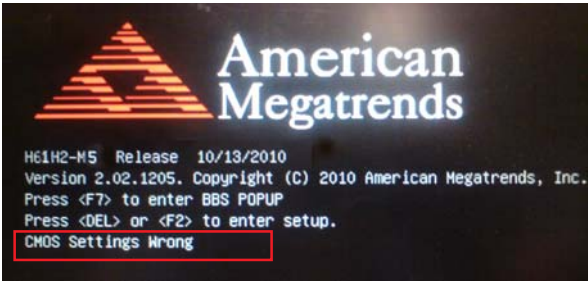 American
Megatrends
H61H2-M5 Release 10/13/2010
Version 2.02.1205. Copyright (C) 2010 American Megatrends, Inc.
Press <F7> to enter BBS POPUP
Press <DEL> or <F2> to enter setup.
CMOS Settings Wrong